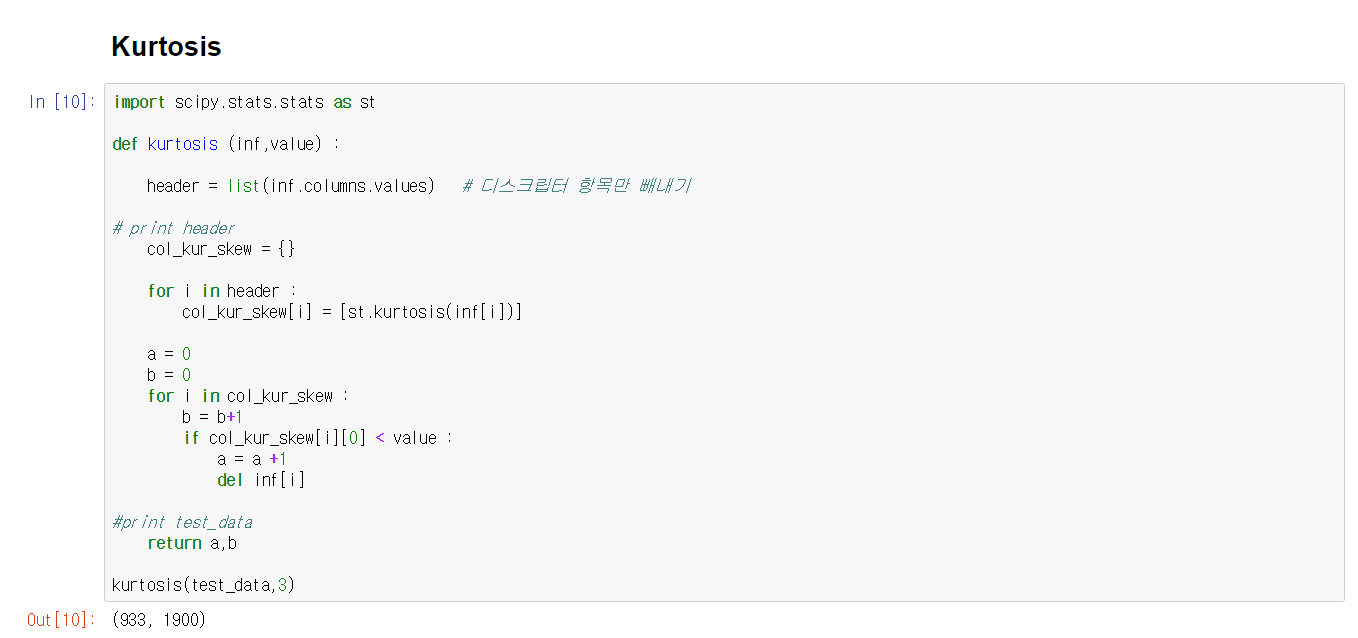 Kurtosis
In [10]: import scipy.stats.stats as st
def kurtosis (inf,value) :
header = list(inf.columns.values) # 디스크립터 항목만 빼내기
# print header
col_kur_skew = {}
for i in header :
col_kur_skew[i] = [st.kurtosis(inf[i])]
a = 0
b = 0
for i in col_kur_skew :
b = b+1
if col_kur_skew[i][0] < value :
a = a +1
del inf[i]
#print test_data
return a,b
kurtosis(test_data,3)
Out[10]: (933, 1900)